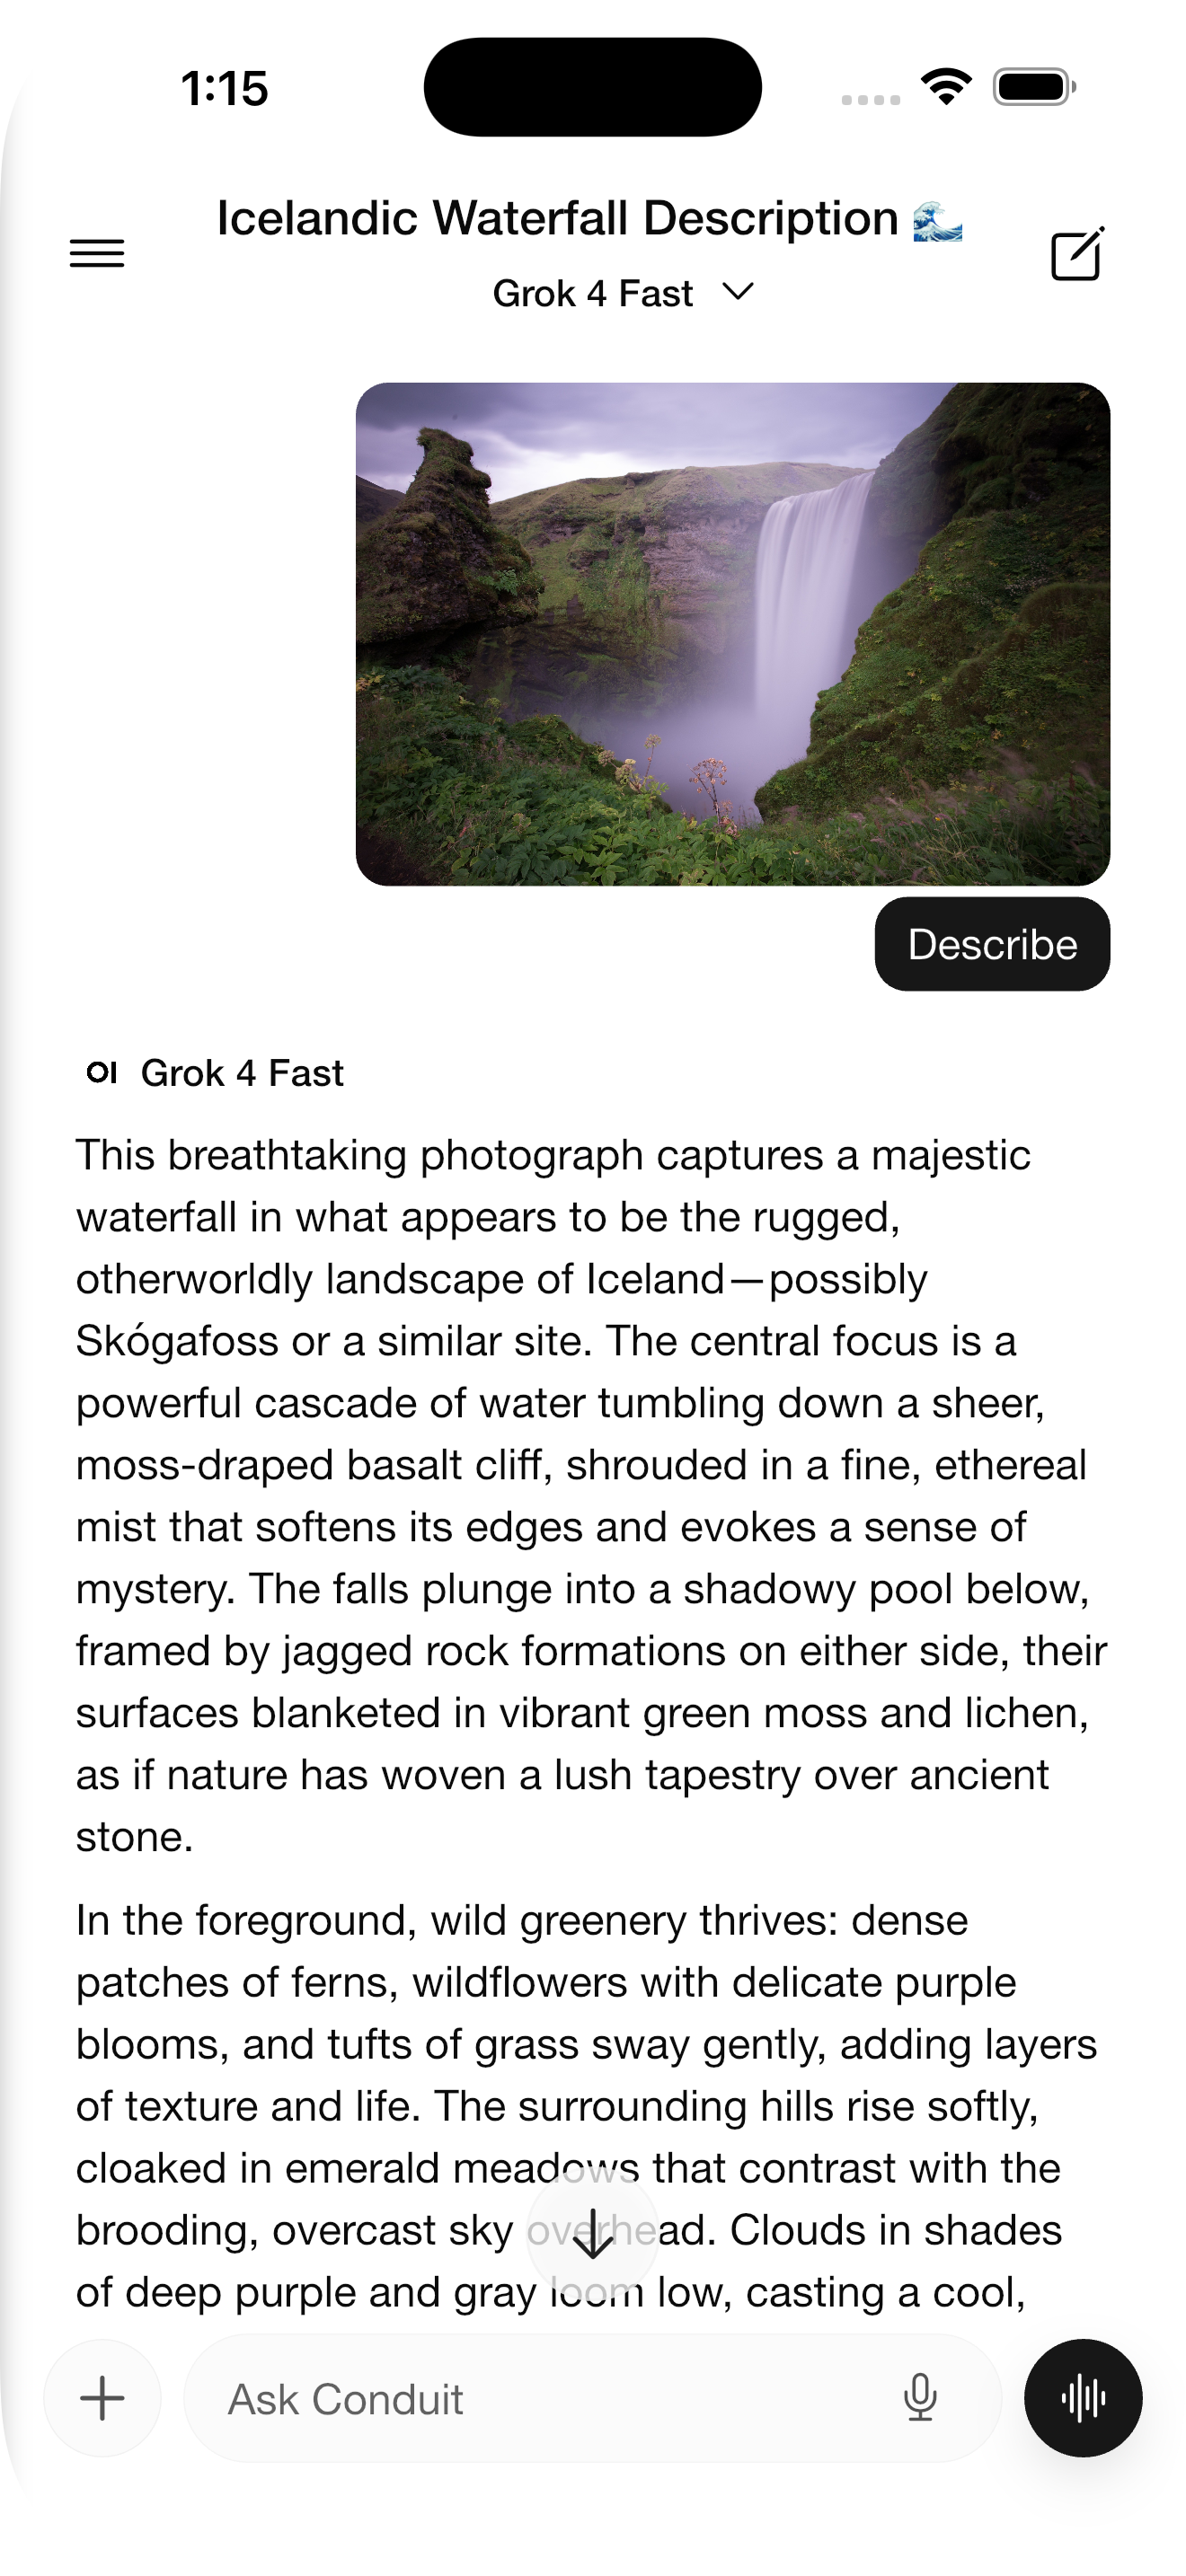 1:15
Icelandic Waterfall Description 🌊
Grok 4 Fast
Describe
OI Grok 4 Fast
This breathtaking photograph captures a majestic
waterfall in what appears to be the rugged,
otherworldly landscape of Iceland—possibly
Skógafoss or a similar site. The central focus is a
powerful cascade of water tumbling down a sheer,
moss-draped basalt cliff, shrouded in a fine, ethereal
mist that softens its edges and evokes a sense of
mystery. The falls plunge into a shadowy pool below,
framed by jagged rock formations on either side, their
surfaces blanketed in vibrant green moss and lichen,
as if nature has woven a lush tapestry over ancient
stone.
In the foreground, wild greenery thrives: dense
patches of ferns, wildflowers with delicate purple
blooms, and tufts of grass sway gently, adding layers
of texture and life. The surrounding hills rise softly,
cloaked in emerald meadows that contrast with the
brooding, overcast sky overhead. Clouds in shades
of deep purple and gray loom low, casting a cool,
Ask Conduit